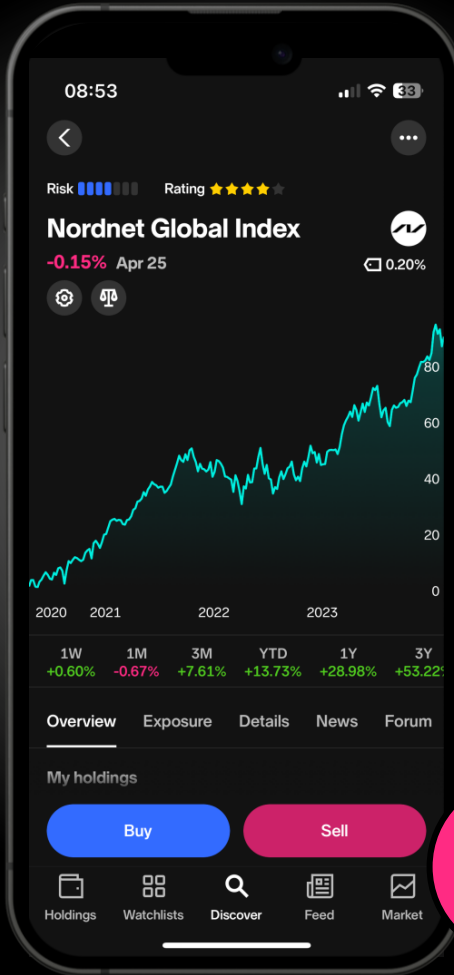 08:53 33
Risk Rating
Nordnet Global Index
-0.15% Apr 25 0.20%
80
60
40
20
0
2020 2021 2022 2023
1W 1M 3M YTD 1Y 3Y
+0.60% -0.67% +7.61% +13.73% +28.98% +53.22
Overview Exposure Details News Forum
My holdings
Buy Sell
Holdings Watchlists Discover Feed Market